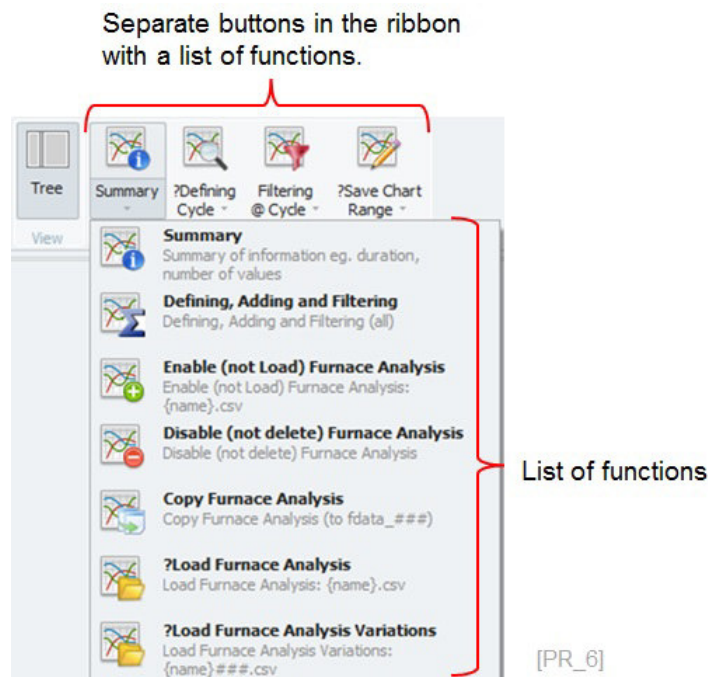 Separate buttons in the ribbon
with a list of functions.
Tree
Summary
?Defining
Cycle
Filtering
@ Cycle
?Save Chart
Range
View
Summary
Summary of information eg. duration,
number of values
Defining, Adding and Filtering
Defining, Adding and Filtering (all)
Enable (not Load) Furnace Analysis
Enable (not Load) Furnace Analysis:
{name}.csv
Disable (not delete) Furnace Analysis
Disable (not delete) Furnace Analysis
Copy Furnace Analysis
Copy Furnace Analysis (to fdata_###)
?Load Furnace Analysis
Load Furnace Analysis: {name}.csv
?Load Furnace Analysis Variations
Load Furnace Analysis Variations:
{name}###.csv
List of functions
[PR_6]